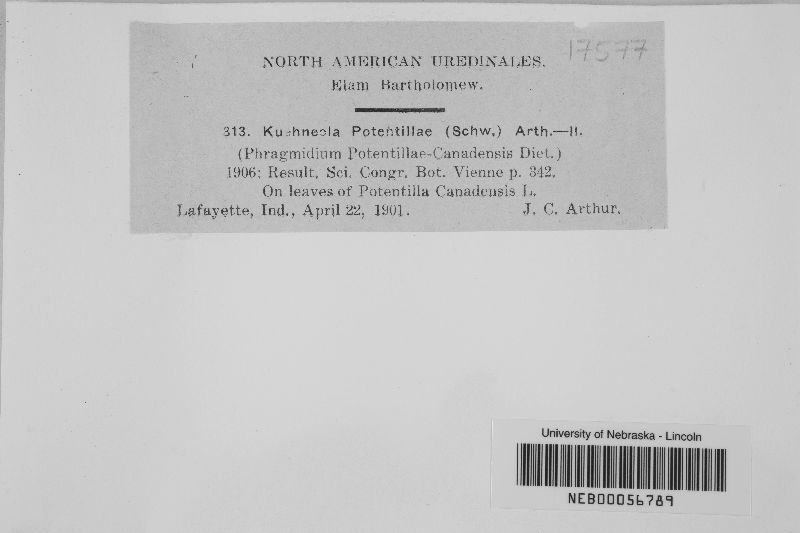 17577
NORTH AMERICAN UREDINALES.
Elam Bartholomew.
313. Kuehneola Potentillae (Schw.) Arth.—II.
(Phragmidium Potentillae-Canadensis Diet.)
1906: Result. Sci. Congr. Bot. Vienne p. 342.
On leaves of Potentilla Canadensis L.
Lafayette, Ind., April 22, 1901. J. C. Arthur.
University of Nebraska - Lincoln
NEB00056789